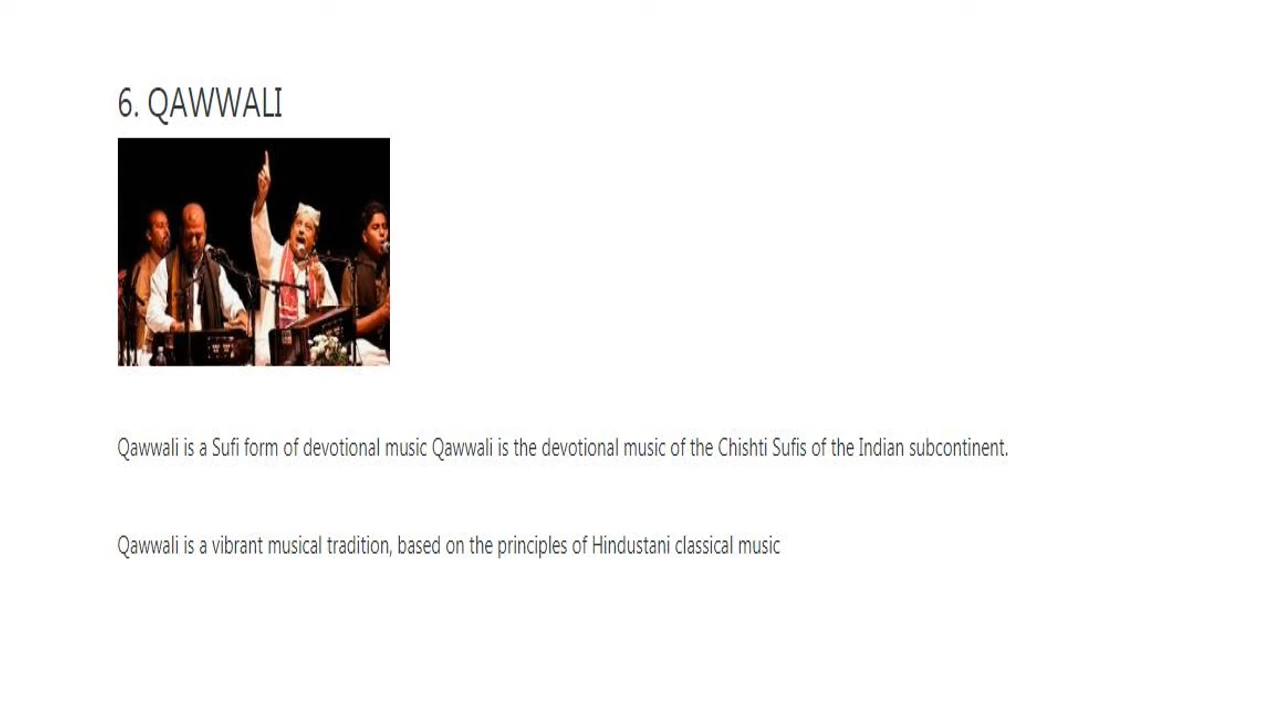 6. QAWWALI
Qawwali is a Sufi form of devotional music Qawwali is the devotional music of the Chishti Sufis of the Indian subcontinent.
Qawwali is a vibrant musical tradition, based on the principles of Hindustani classical music